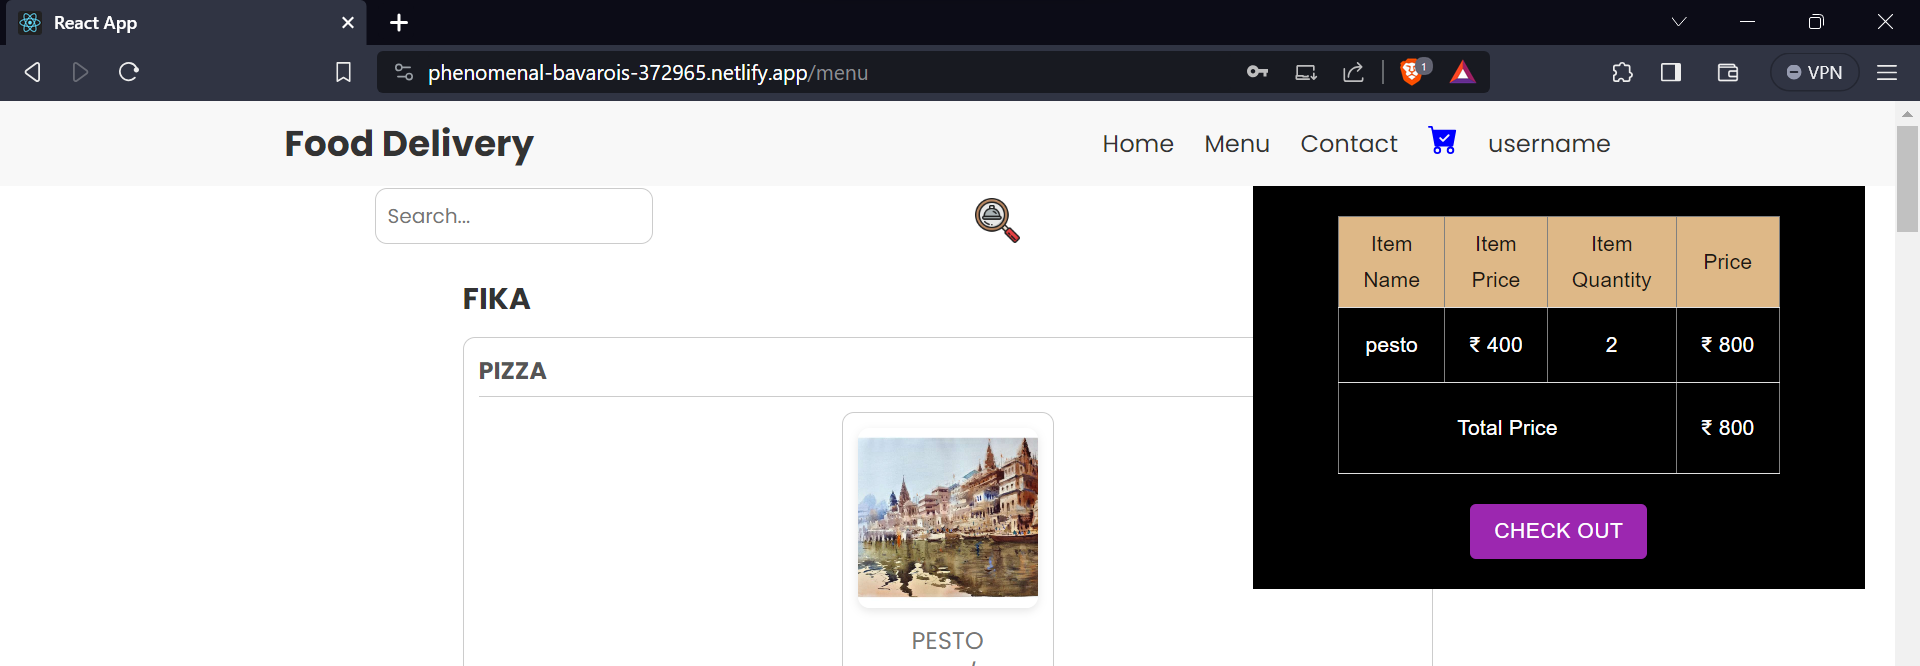 React App
phenomenal-bavarois-372965.netlify.app/menu
1
VPN
Food Delivery
Home
Menu
Contact
username
Search...
FIKA
PIZZA
PESTO
Item Name
Item Price
Item Quantity
Price
pesto
₹ 400
2
₹ 800
Total Price
₹ 800
CHECK OUT